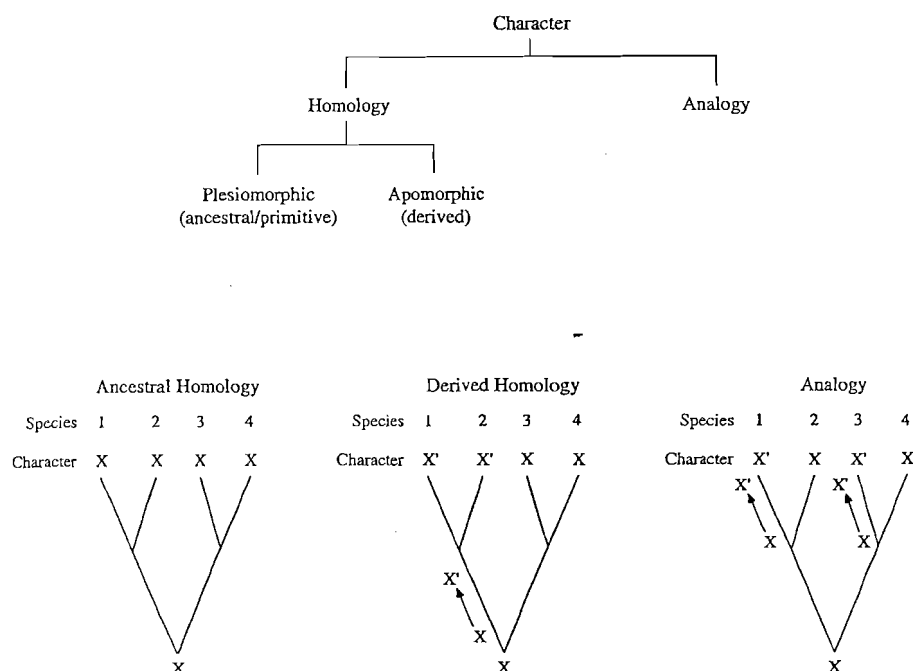 Character
Homology Analogy
Plesiomorphic Apomorphic
(ancestral/primitive) (derived)
Ancestral Homology Derived Homology Analogy
Species 1 2 3 4 Species 1 2 3 4 Species 1 2 3 4
Character X X X X Character X' X' X X Character X' X X' X
X' X'
X X
X'
X
X X X